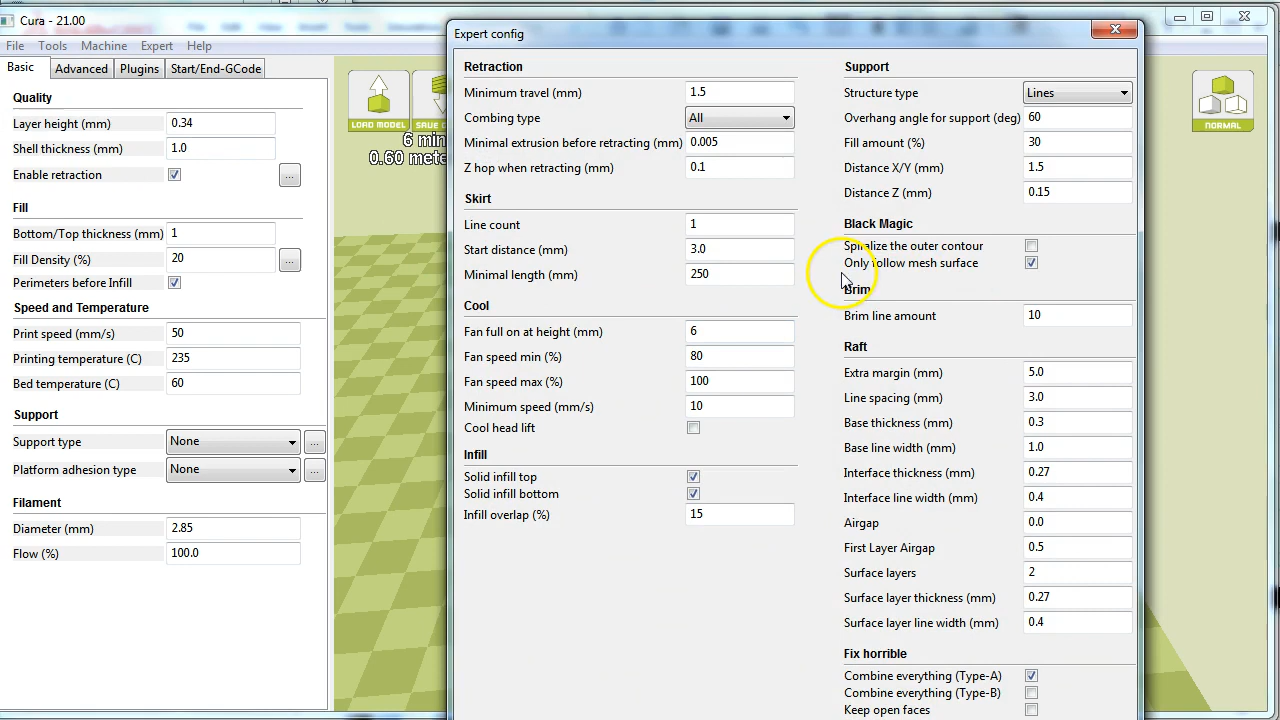 Cura - 21.00
File Tools Machine Expert Help
Basic Advanced Plugins Start/End-GCode
Quality
Layer height (mm) 0.34
Shell thickness (mm) 1.0
Enable retraction ...
Fill
Bottom/Top thickness (mm) 1
Fill Density (%) 20 ...
Perimeters before Infill
Speed and Temperature
Print speed (mm/s) 50
Printing temperature (C) 235
Bed temperature (C) 60
Support
Support type None ...
Platform adhesion type None ...
Filament
Diameter (mm) 2.85
Flow (%) 100.0
LOAD MODEL
6 min
0.60 mete
NORMAL
Expert config
Retraction
Minimum travel (mm) 1.5
Combing type All
Minimal extrusion before retracting (mm) 0.005
Z hop when retracting (mm) 0.1
Skirt
Line count 1
Start distance (mm) 3.0
Minimal length (mm) 250
Cool
Fan full on at height (mm) 6
Fan speed min (%) 80
Fan speed max (%) 100
Minimum speed (mm/s) 10
Cool head lift
Infill
Solid infill top
Solid infill bottom
Infill overlap (%) 15
Support
Structure type Lines
Overhang angle for support (deg) 60
Fill amount (%) 30
Distance X/Y (mm) 1.5
Distance Z (mm) 0.15
Black Magic
Spiralize the outer contour
Only follow mesh surface
Brim
Brim line amount 10
Raft
Extra margin (mm) 5.0
Line spacing (mm) 3.0
Base thickness (mm) 0.3
Base line width (mm) 1.0
Interface thickness (mm) 0.27
Interface line width (mm) 0.4
Airgap 0.0
First Layer Airgap 0.5
Surface layers 2
Surface layer thickness (mm) 0.27
Surface layer line width (mm) 0.4
Fix horrible
Combine everything (Type-A)
Combine everything (Type-B)
Keep open faces